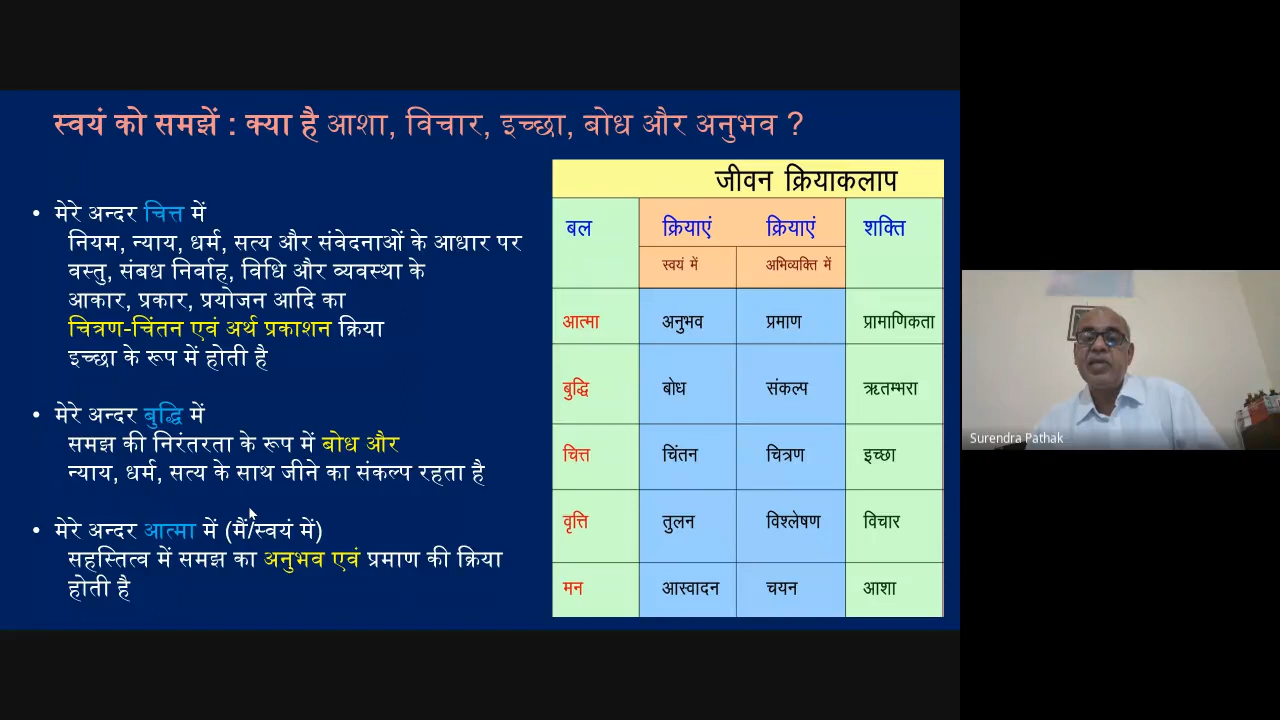 स्वयं को समझें : क्या है आशा, विचार, इच्छा, बोध और अनुभव ?
• मेरे अन्दर चित्त में
नियम, न्याय, धर्म, सत्य और संवेदनाओं के आधार पर
वस्तु, संबध निर्वाह, विधि और व्यवस्था के
आकार, प्रकार, प्रयोजन आदि का
चित्रण-चिंतन एवं अर्थ प्रकाशन क्रिया
इच्छा के रूप में होती है
• मेरे अन्दर बुद्धि में
समझ की निरंतरता के रूप में बोध और
न्याय, धर्म, सत्य के साथ जीने का संकल्प रहता है
• मेरे अन्दर आत्मा में (मैं/स्वयं में)
सहस्तित्व में समझ का अनुभव एवं प्रमाण की क्रिया
होती है
जीवन क्रियाकलाप
बल क्रियाएं क्रियाएं शक्ति
स्वयं में अभिव्यक्ति में
आत्मा अनुभव प्रमाण प्रामाणिकता
बुद्धि बोध संकल्प ऋतम्भरा
चित्त चिंतन चित्रण इच्छा
वृत्ति तुलन विश्लेषण विचार
मन आस्वादन चयन आशा
Surendra Pathak